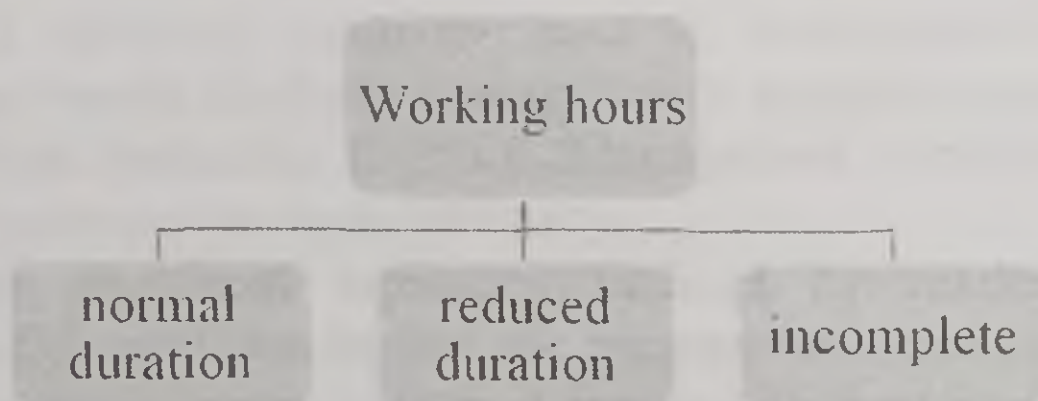 Working hours
normal
duration
reduced
duration
incomplete